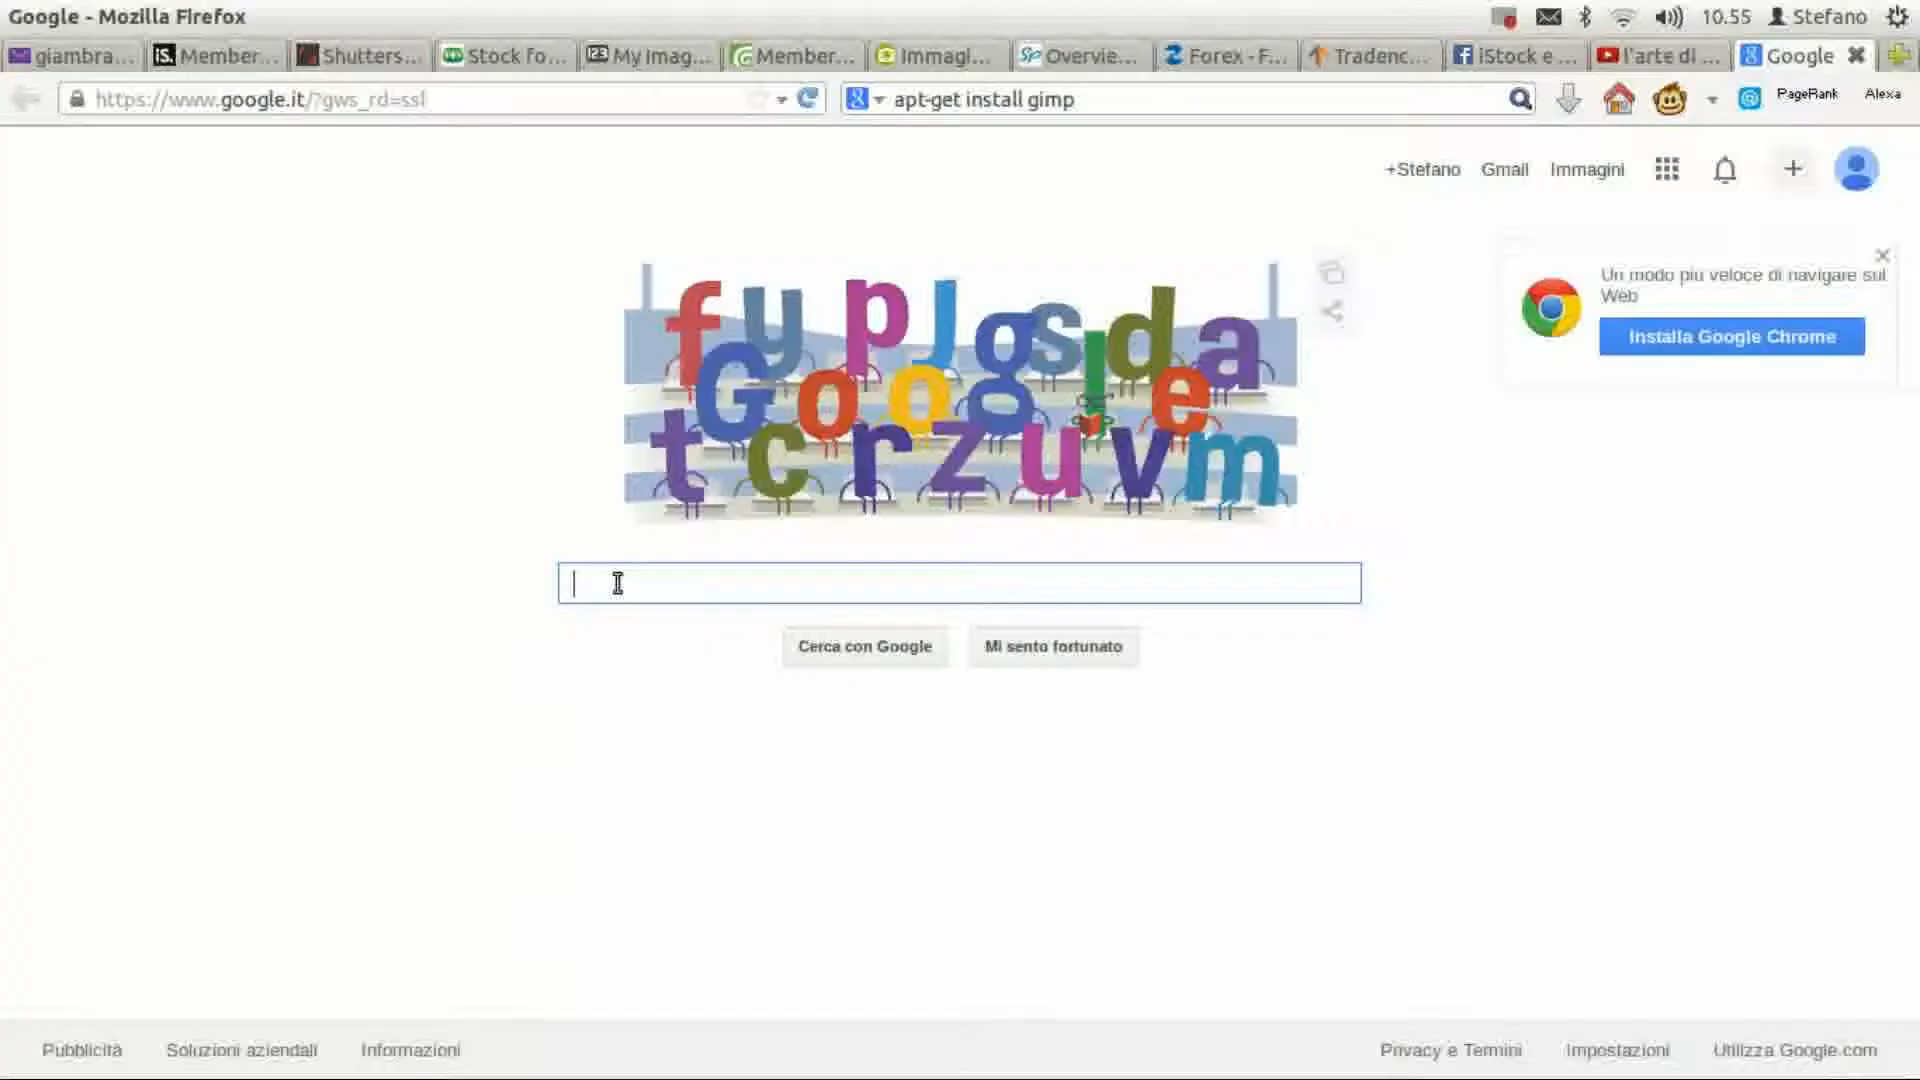 Google - Mozilla Firefox
10.55 Stefano
giambra... iS. Member... Shutters... Stock fo... 123 My Imag... Member... Immagi... Sp Overvie... Forex - F... Tradenc... iStock e ... l'arte di ... Google
https://www.google.it/?gws_rd=ssl
apt-get install gimp
PageRank Alexa
+Stefano Gmail Immagini
Un modo più veloce di navigare sul
Web
Installa Google Chrome
f y p j g s d a
G o o g l e
t c r z u v m
Cerca con Google Mi sento fortunato
Pubblicità Soluzioni aziendali Informazioni Privacy e Termini Impostazioni Utilizza Google.com